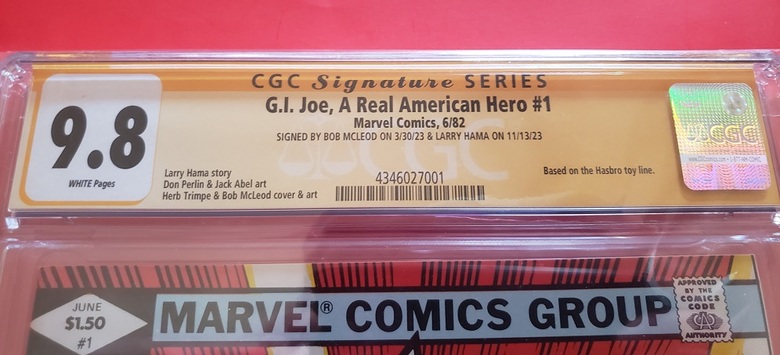 CGC Signature SERIES
G.I. Joe, A Real American Hero #1
Marvel Comics, 6/82
SIGNED BY BOB MCLEOD ON 3/30/23 & LARRY HAMA ON 11/13/23
9.8
WHITE Pages
Larry Hama story
Don Perlin & Jack Abel art
Herb Trimpe & Bob McLeod cover & art
4346027001
Based on the Hasbro toy line.
CGC
JUNE
$1.50
#1
MARVEL® COMICS GROUP
APPROVED
BY THE
COMICS
CODE
AUTHORITY